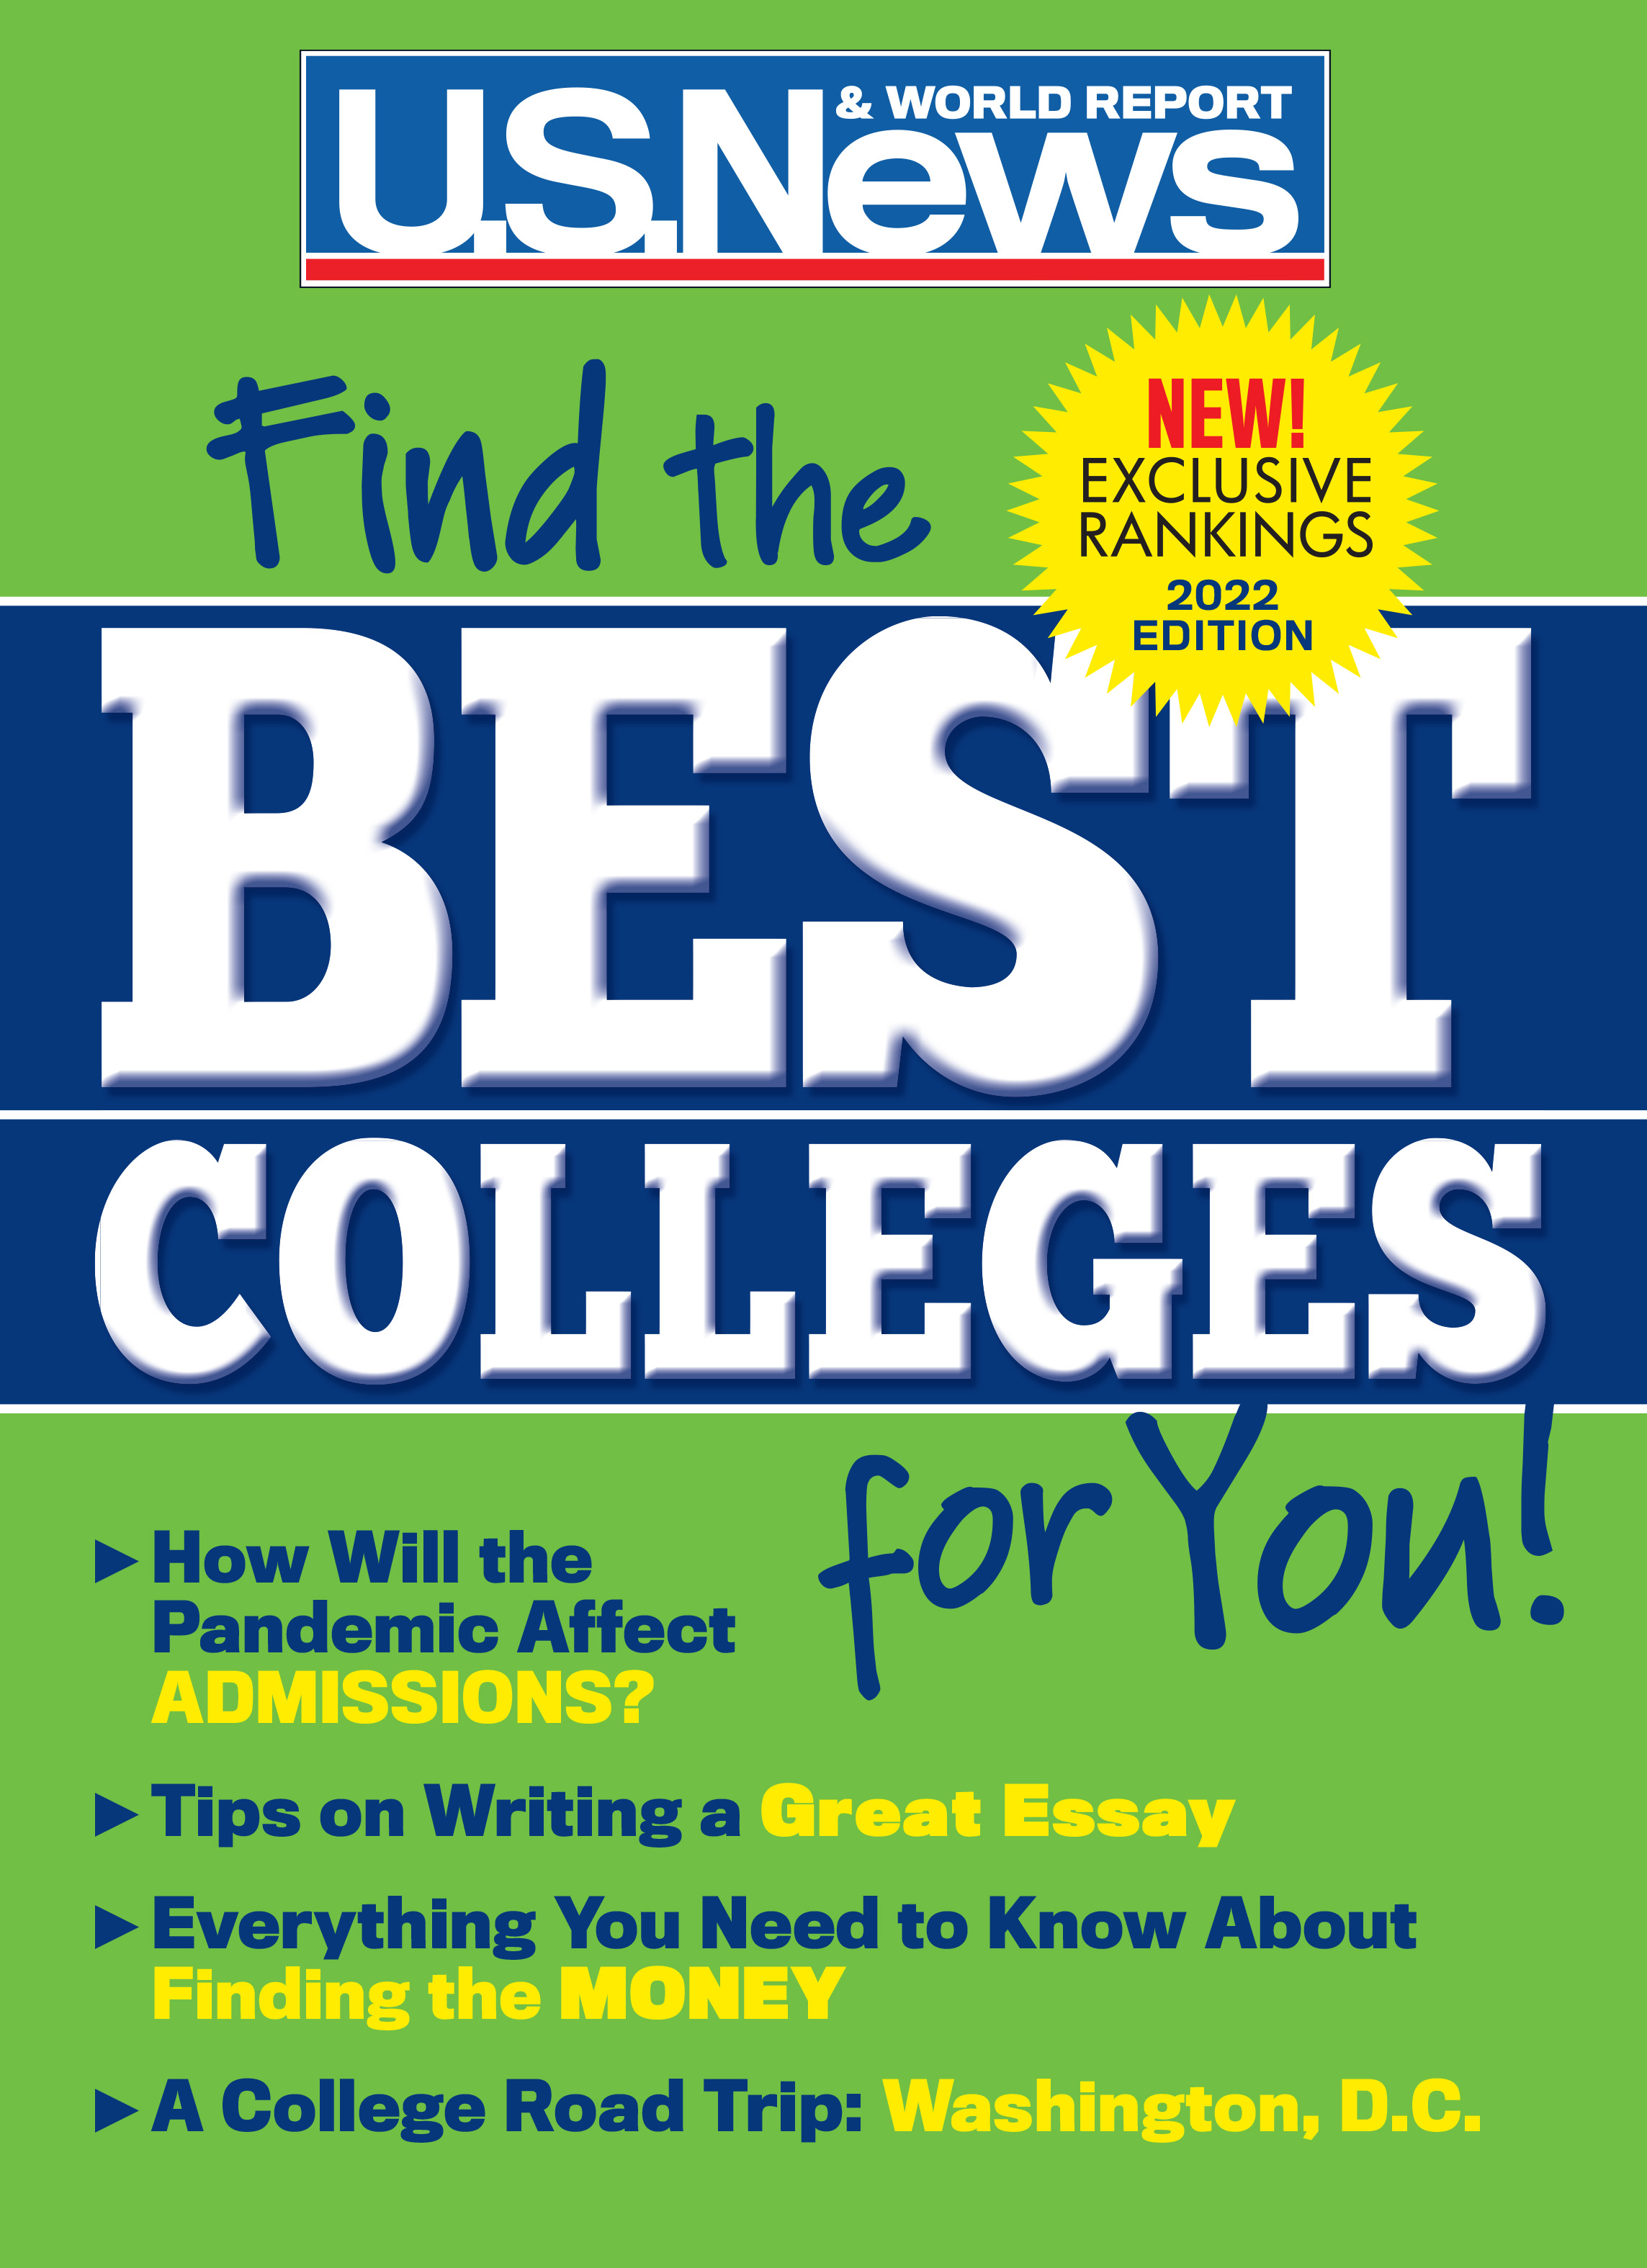 U.S.News
& WORLD REPORT
Find the
NEW!
EXCLUSIVE
RANKINGS
2022
EDITION
BEST
COLLEGES
for You!
► How Will the
Pandemic Affect
ADMISSIONS?
► Tips on Writing a Great Essay
► Everything You Need to Know About
Finding the MONEY
► A College Road Trip: Washington, D.C.